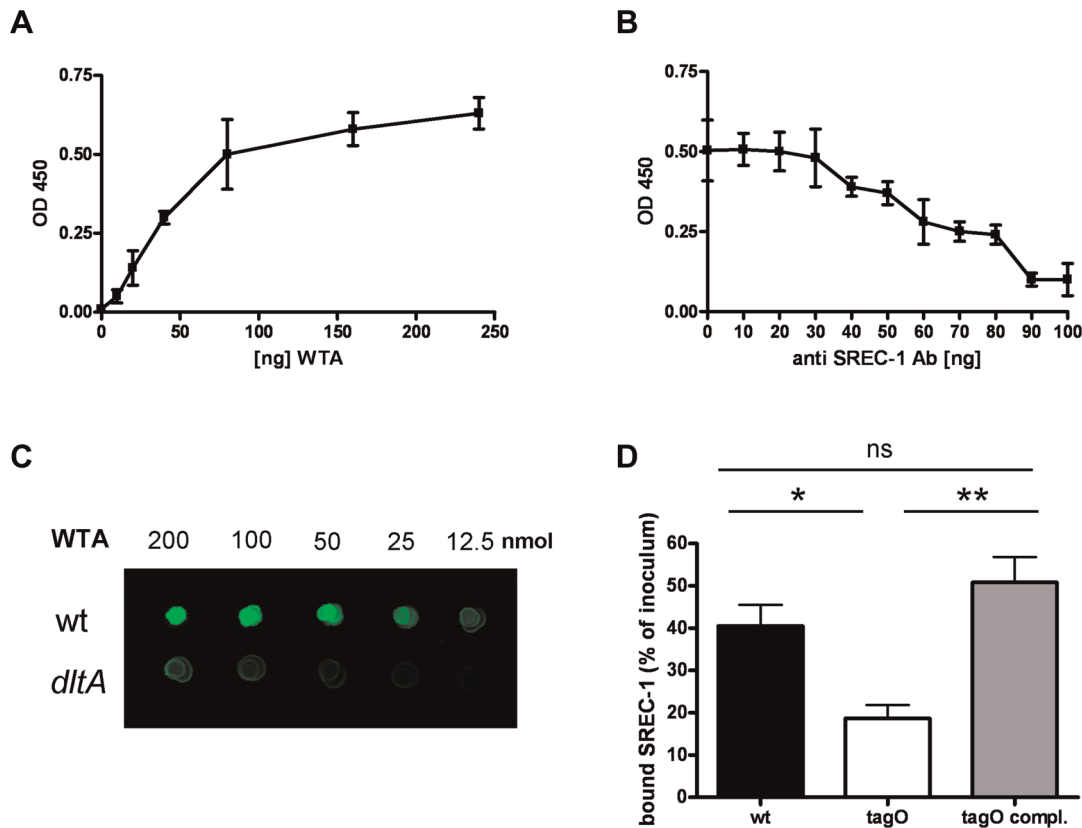 A
B
0.75
0.50
0.25
0.00
OD 450
0
50
100
150
200
250
[ng] WTA
0.75
0.50
0.25
0.00
OD 450
0
10
20
30
40
50
60
70
80
90
100
anti SREC-1 Ab [ng]
C
WTA
200
100
50
25
12.5
nmol
wt
dltA
D
ns
*
**
bound SREC-1 (% of inoculum)
60
50
40
30
20
10
0
wt
tagO
tagO compl.